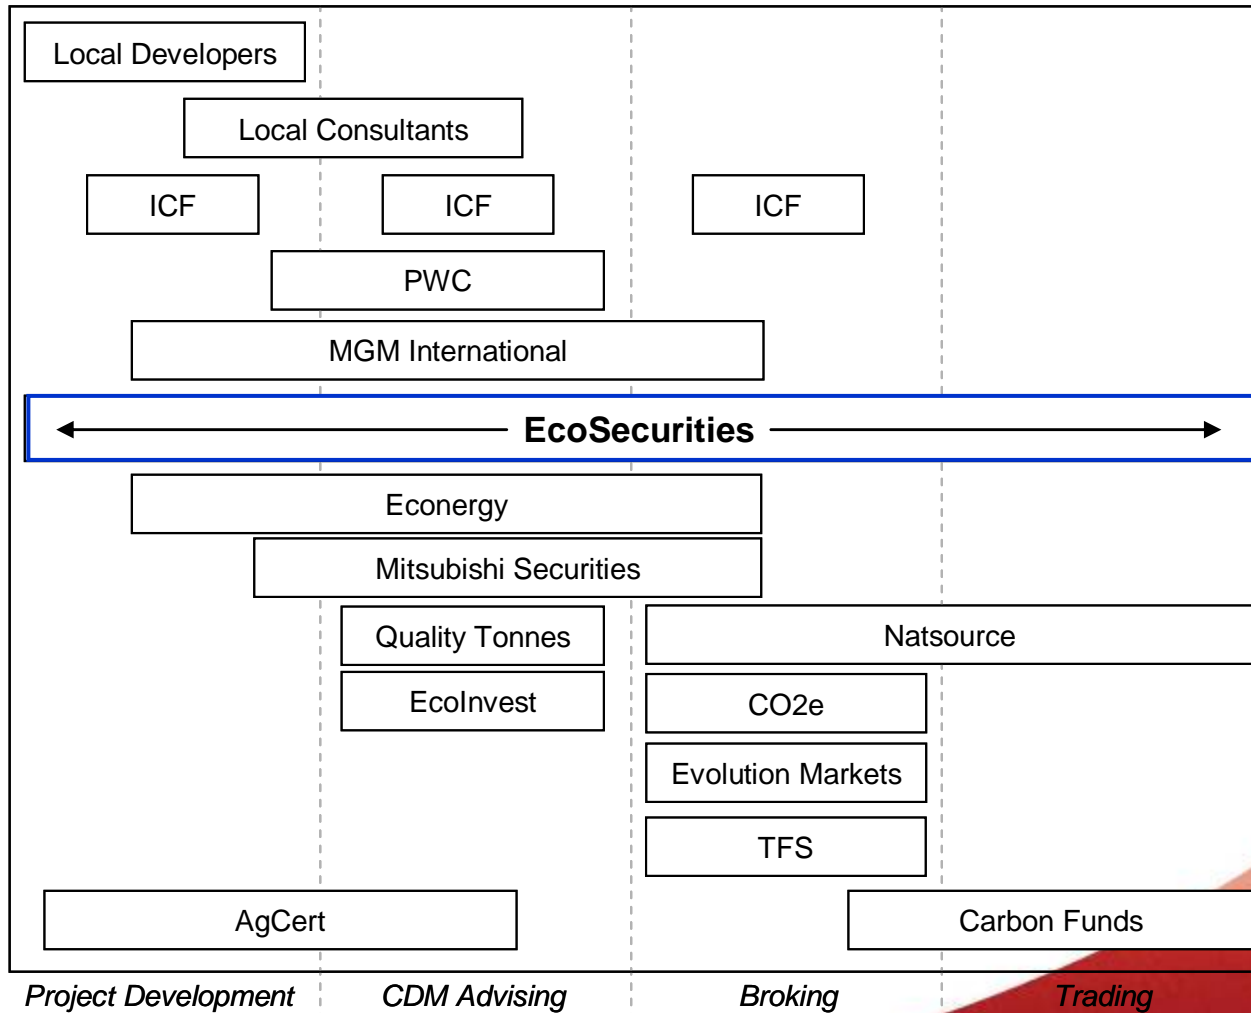 Local Developers
Local Consultants
ICF
ICF
ICF
PWC
MGM International
EcoSecurities
Econergy
Mitsubishi Securities
Quality Tonnes
Natsource
EcoInvest
CO2e
Evolution Markets
TFS
AgCert
Carbon Funds
Project Development
CDM Advising
Broking
Trading